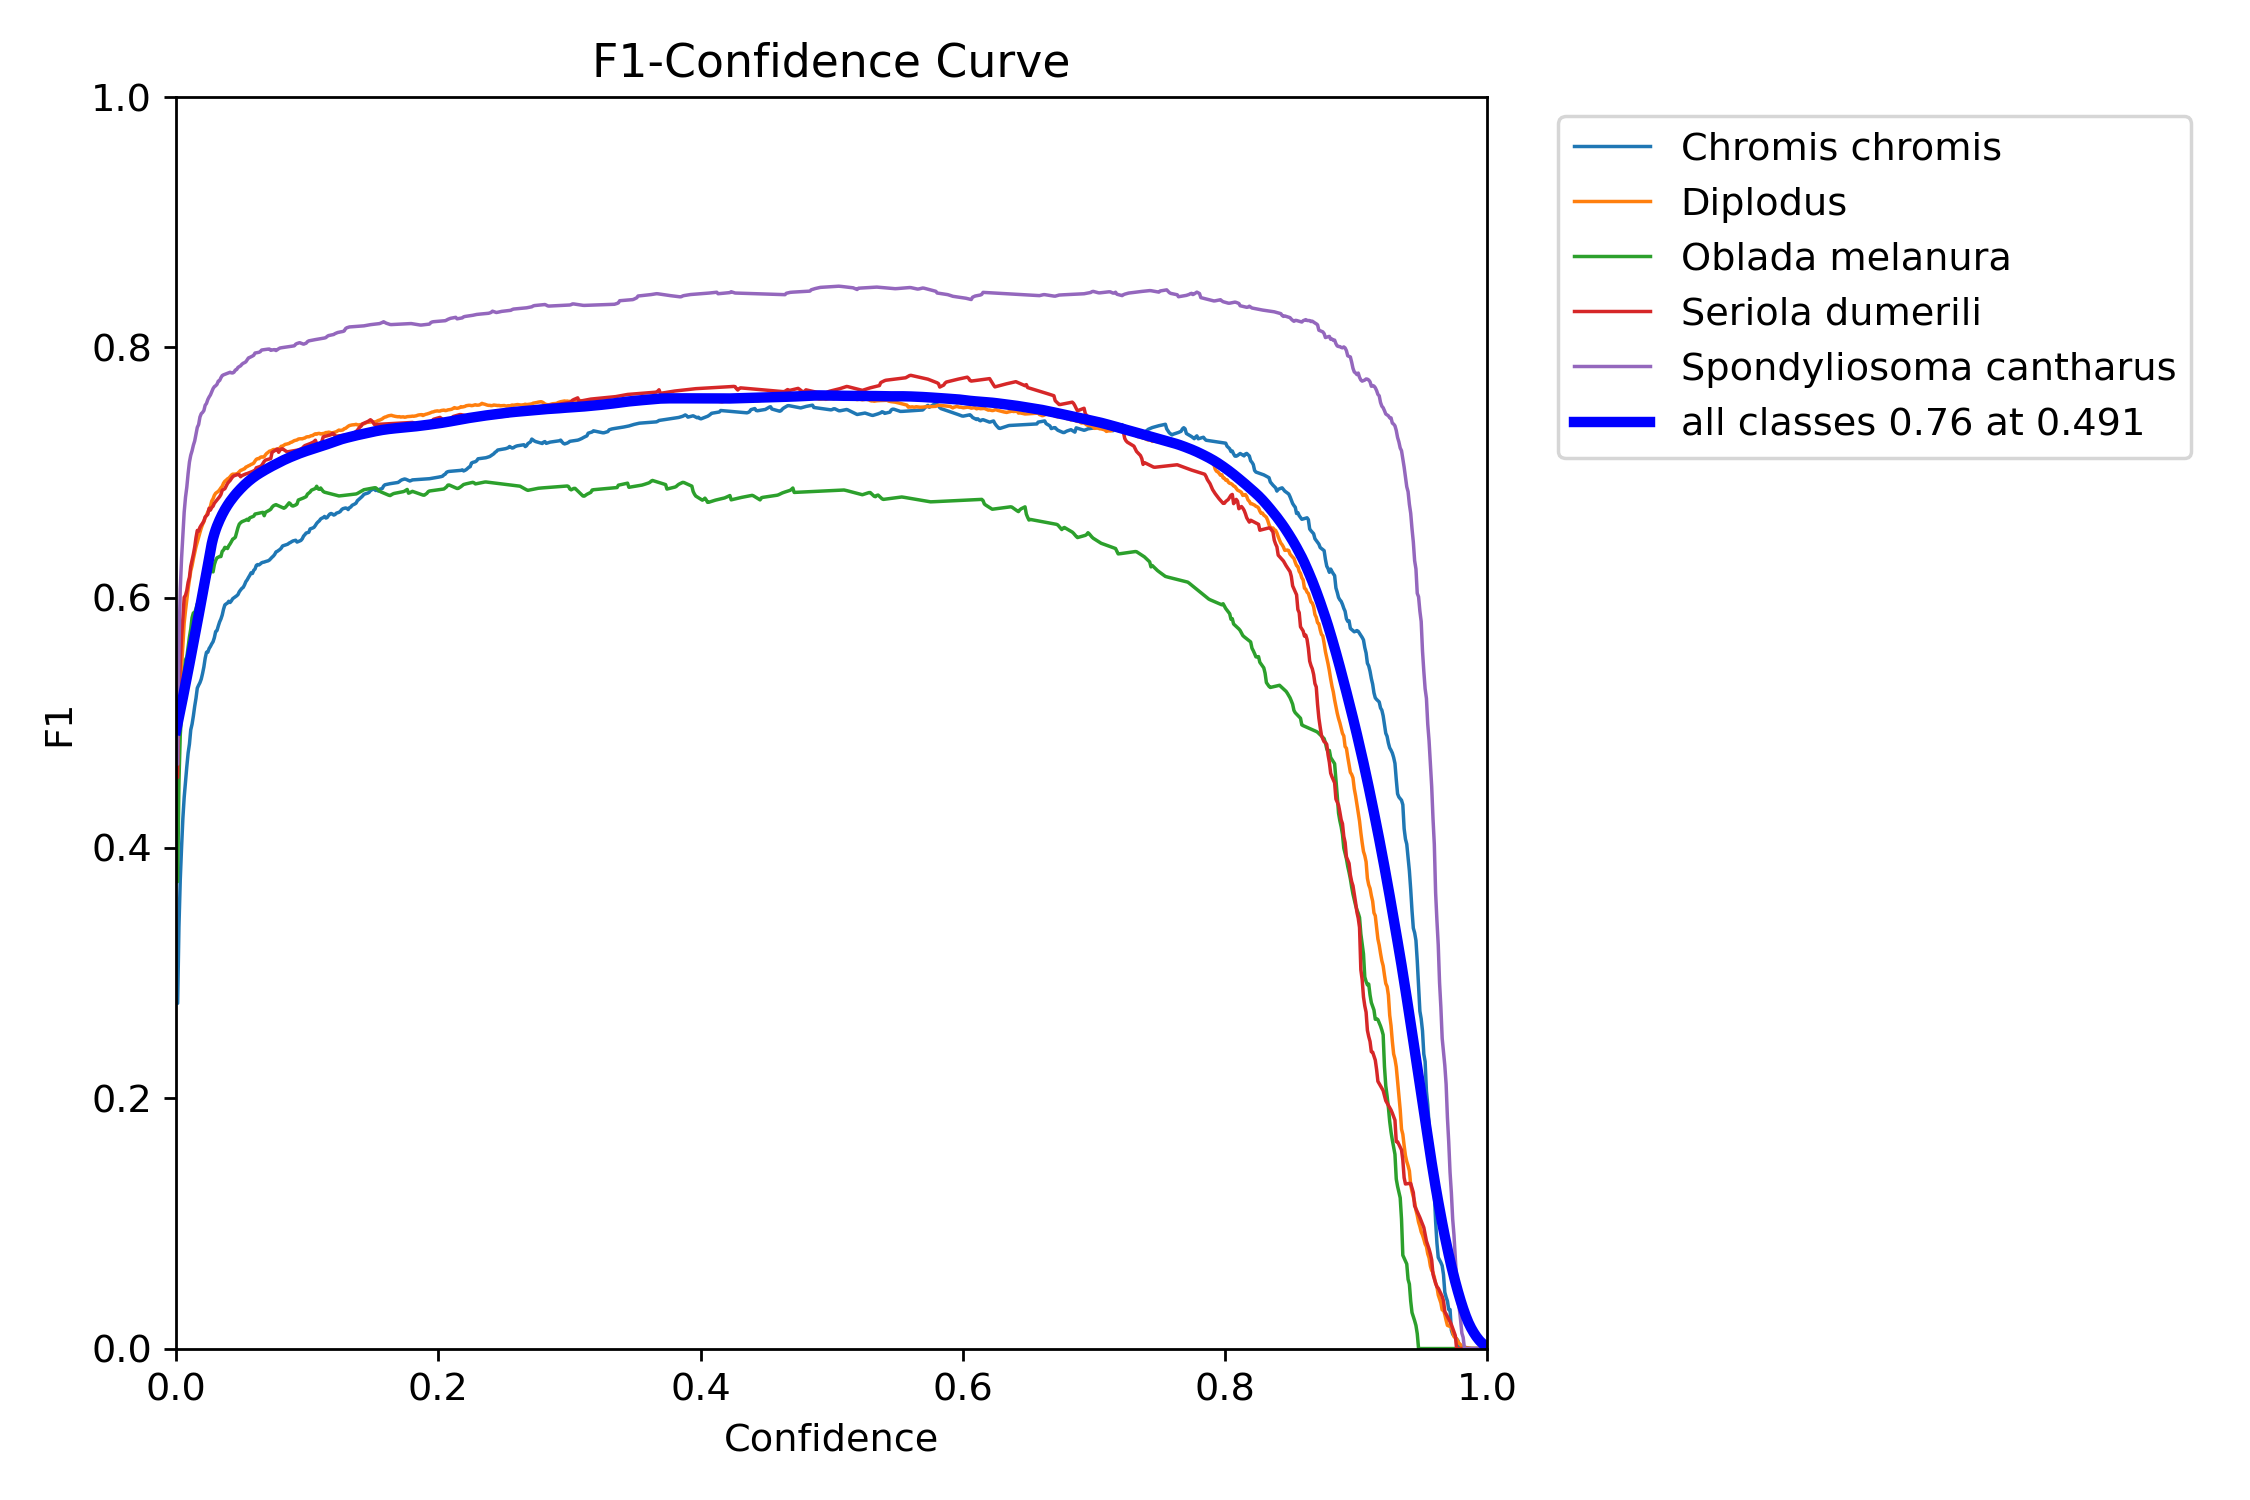 F1-Confidence Curve
1.0
0.8
0.6
0.4
0.2
0.0
F1
0.0 0.2 0.4 0.6 0.8 1.0
Confidence
Chromis chromis
Diplodus
Oblada melanura
Seriola dumerili
Spondyliosoma cantharus
all classes 0.76 at 0.491